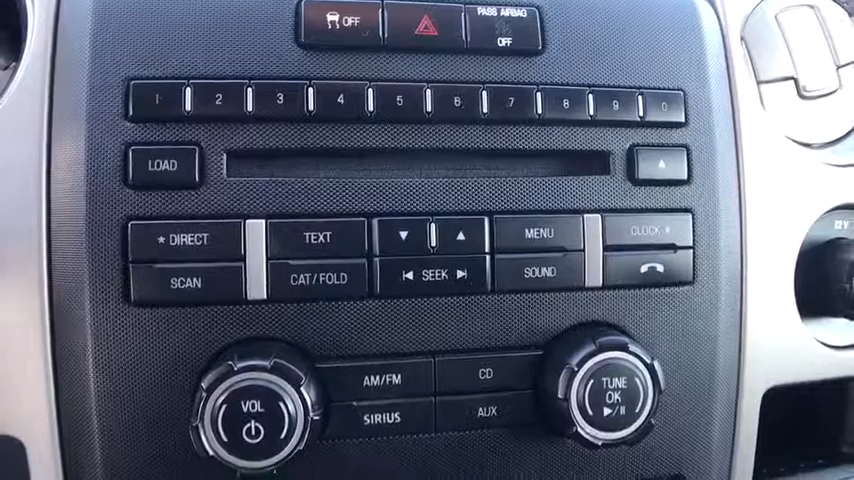 OFF
PASS AIRBAG
OFF
1 2 3 4 5 6 7 8 9 0
LOAD
* DIRECT TEXT MENU CLOCK #
SCAN CAT/FOLD SEEK SOUND
AM/FM CD
SIRIUS AUX
VOL
TUNE
OK
12V